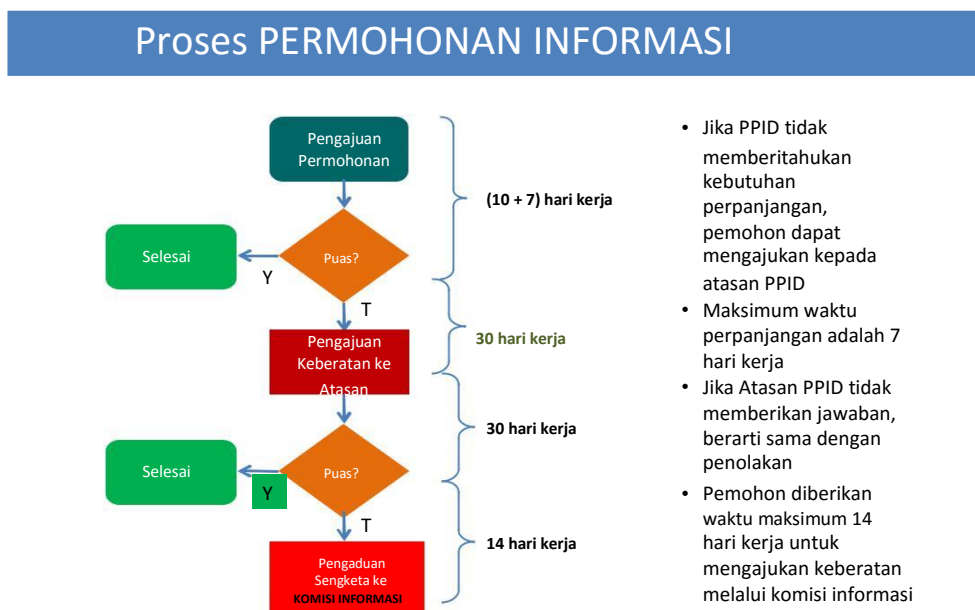 Proses PERMOHONAN INFORMASI
Pengajuan
Permohonan
(10 + 7) hari kerja
Selesai
Puas?
Y
T
Pengajuan
Keberatan ke
Atasan
30 hari kerja
30 hari kerja
Selesai
Puas?
Y
T
14 hari kerja
Pengaduan
Sengketa ke
KOMISI INFORMASI
• Jika PPID tidak
memberitahukan
kebutuhan
perpanjangan,
pemohon dapat
mengajukan kepada
atasan PPID
• Maksimum waktu
perpanjangan adalah 7
hari kerja
• Jika Atasan PPID tidak
memberikan jawaban,
berarti sama dengan
penolakan
• Pemohon diberikan
waktu maksimum 14
hari kerja untuk
mengajukan keberatan
melalui komisi informasi